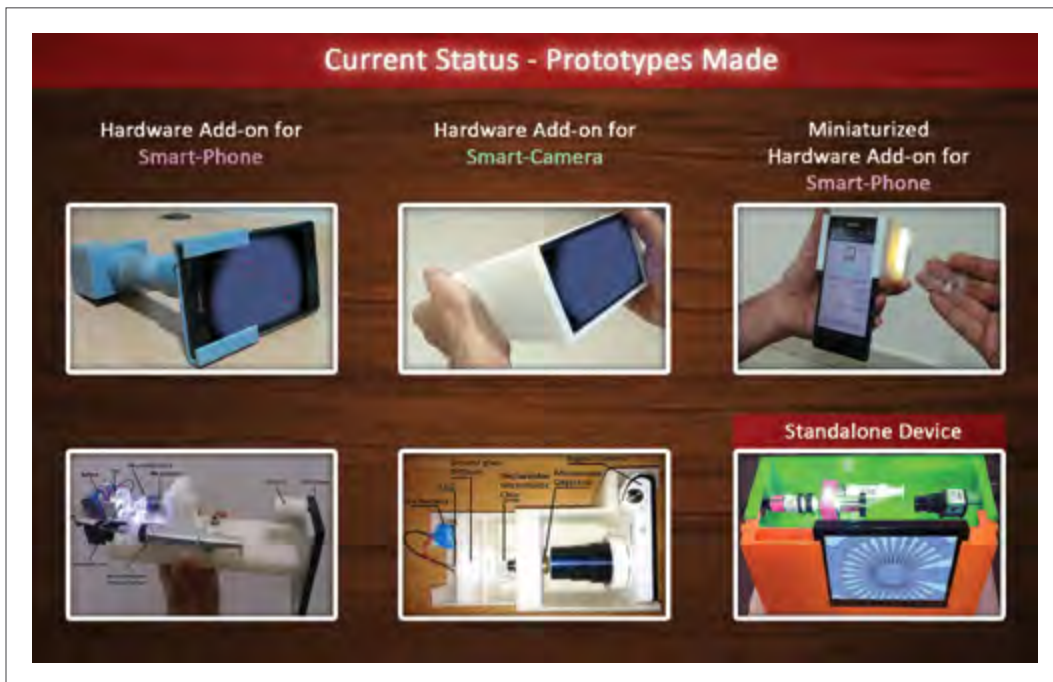 Current Status - Prototypes Made
Hardware Add-on for
Smart-Phone
Hardware Add-on for
Smart-Camera
Miniaturized
Hardware Add-on for
Smart-Phone
Standalone Device